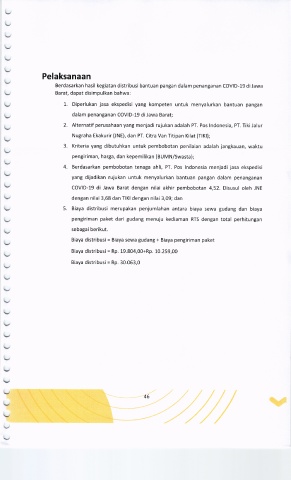 Pelaksanaan
Berdasarkan hasil kegiatan distribusi bantuan pangan dalam penanganan COVID-19 di Jawa
Barat, dapat disimpulkan bahwa:
1. Diperlukan jasa ekspedisi yang kompeten untuk menyalurkan bantuan pangan
dalam penanganan COVID-19 di Jawa Barat;
2. Alternatif perusahaan yang menjadi rujukan adalah PT. Pos Indonesia, PT. Tiki Jalur
Nugraha Ekakurir (JNE), dan PT. Citra Van Titipan Kilat (TIKI);
3. Kriteria yang dibutuhkan untuk pembobotan penilaian adalah jangkauan, waktu
pengiriman, harga, dan kepemilikan (BUMN/Swasta);
4. Berdasarkan pembobotan tenaga ahli, PT. Pos Indonesia menjadi jasa ekspedisi
yang dijadikan rujukan untuk menyalurkan bantuan pangan dalam penanganan
COVID-19 di Jawa Barat dengan nilai akhir pembobotan 4,52. Disusul oleh JNE
dengan nilai 3,68 dan TIKI dengan nilai 3,09; dan
5. Biaya distribusi merupakan penjumlahan antara biaya sewa gudang dan biaya
pengiriman paket dari gudang menuju kediaman RTS dengan total perhitungan
sebagai berikut.
Biaya distribusi = Biaya sewa gudang + Biaya pengiriman paket
Biaya distribusi = Rp. 19.804,00+Rp. 10.259,00
Biaya distribusi = Rp. 30.063,0
46